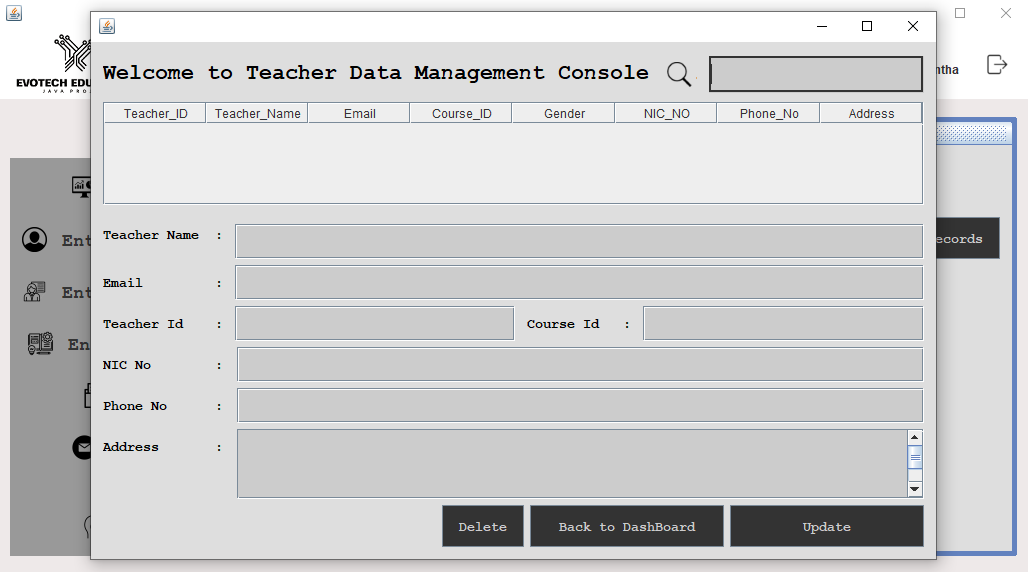 EVOTECH EDU
JAVA PRO
Welcome to Teacher Data Management Console
ntha
Teacher_ID Teacher_Name Email Course_ID Gender NIC_NO Phone_No Address
Teacher Name :
Ent
ecords
Email :
Ent
Teacher Id : Course Id :
En
NIC No :
Phone No :
Address :
Delete Back to DashBoard Update